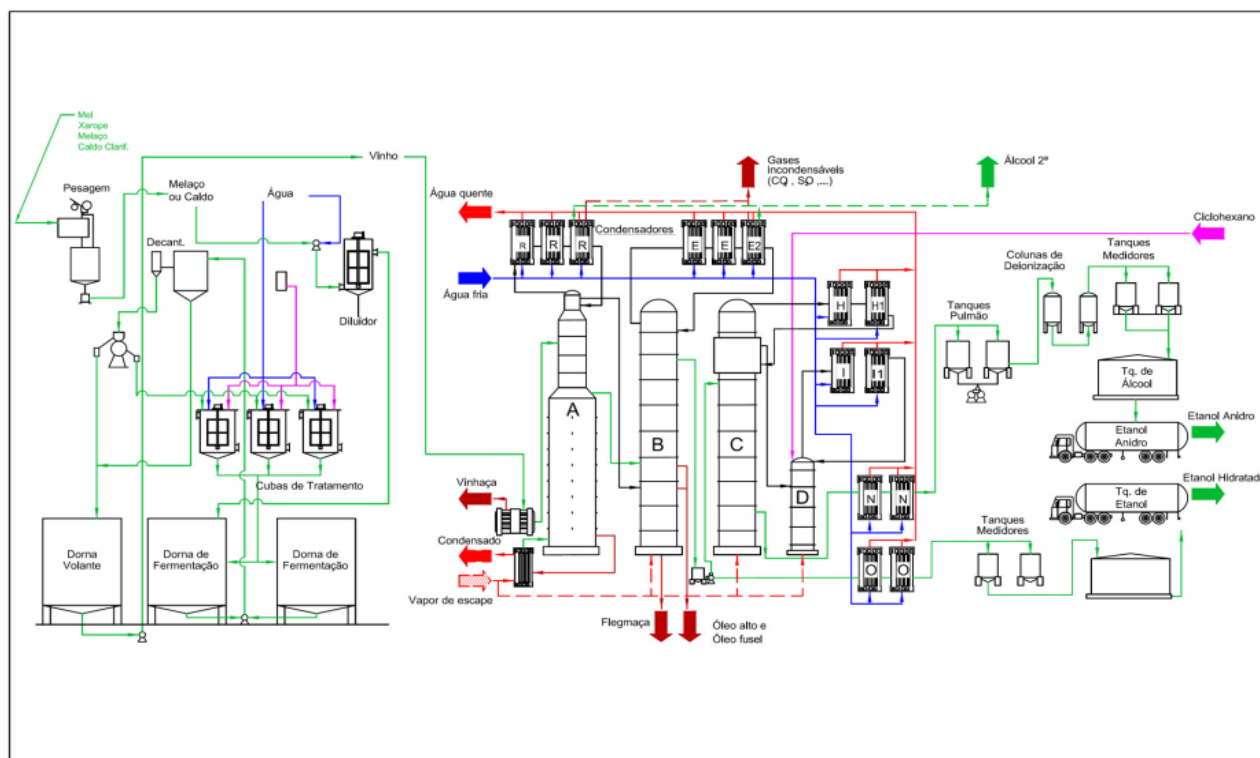 Mel
Xarope
Melaço
Caldo Clarif.
Pesagem
Melaço
ou Caldo
Água
Vinho
Decant.
Diluidor
Cubas de Tratamento
Dorna
Volante
Dorna de
Fermentação
Dorna de
Fermentação
Água quente
Gases
Incondensáveis
(CO, SO,...)
Álcool 2ª
Condensadores
R
R
R
E
E
E2
Água fria
Ciclohexano
Colunas de
Deionização
Tanques
Medidores
Tanques
Pulmão
H
H1
I
I1
A
B
C
D
N
N
O
O
Vinhaça
Condensado
Vapor de escape
Flegmaça
Óleo alto e
Óleo fusel
Tq. de
Álcool
Etanol Anidro
Etanol
Anidro
Etanol Hidratad
Tq. de
Etanol
Tanques
Medidores